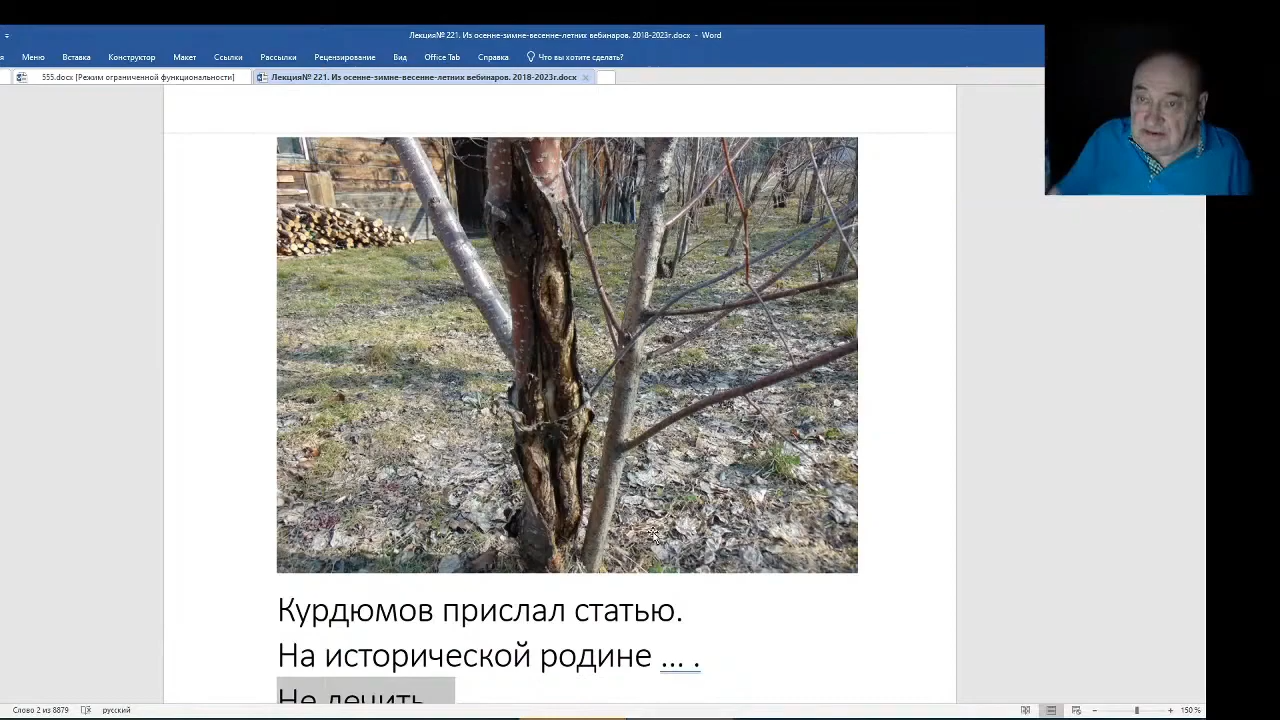 Лекция№ 221. Из осенне-зимне-весенне-летних вебинаров. 2018-2023г.docx - Word
Меню Вставка Конструктор Макет Ссылки Рассылки Рецензирование Вид Office Tab Справка Что вы хотите сделать?
555.docx [Режим ограниченной функциональности] Лекция№ 221. Из осенне-зимне-весенне-летних вебинаров. 2018-2023г.docx
Курдюмов прислал статью.
На исторической родине ... .
Не лечить
Слово 2 из 8879 русский 150 %